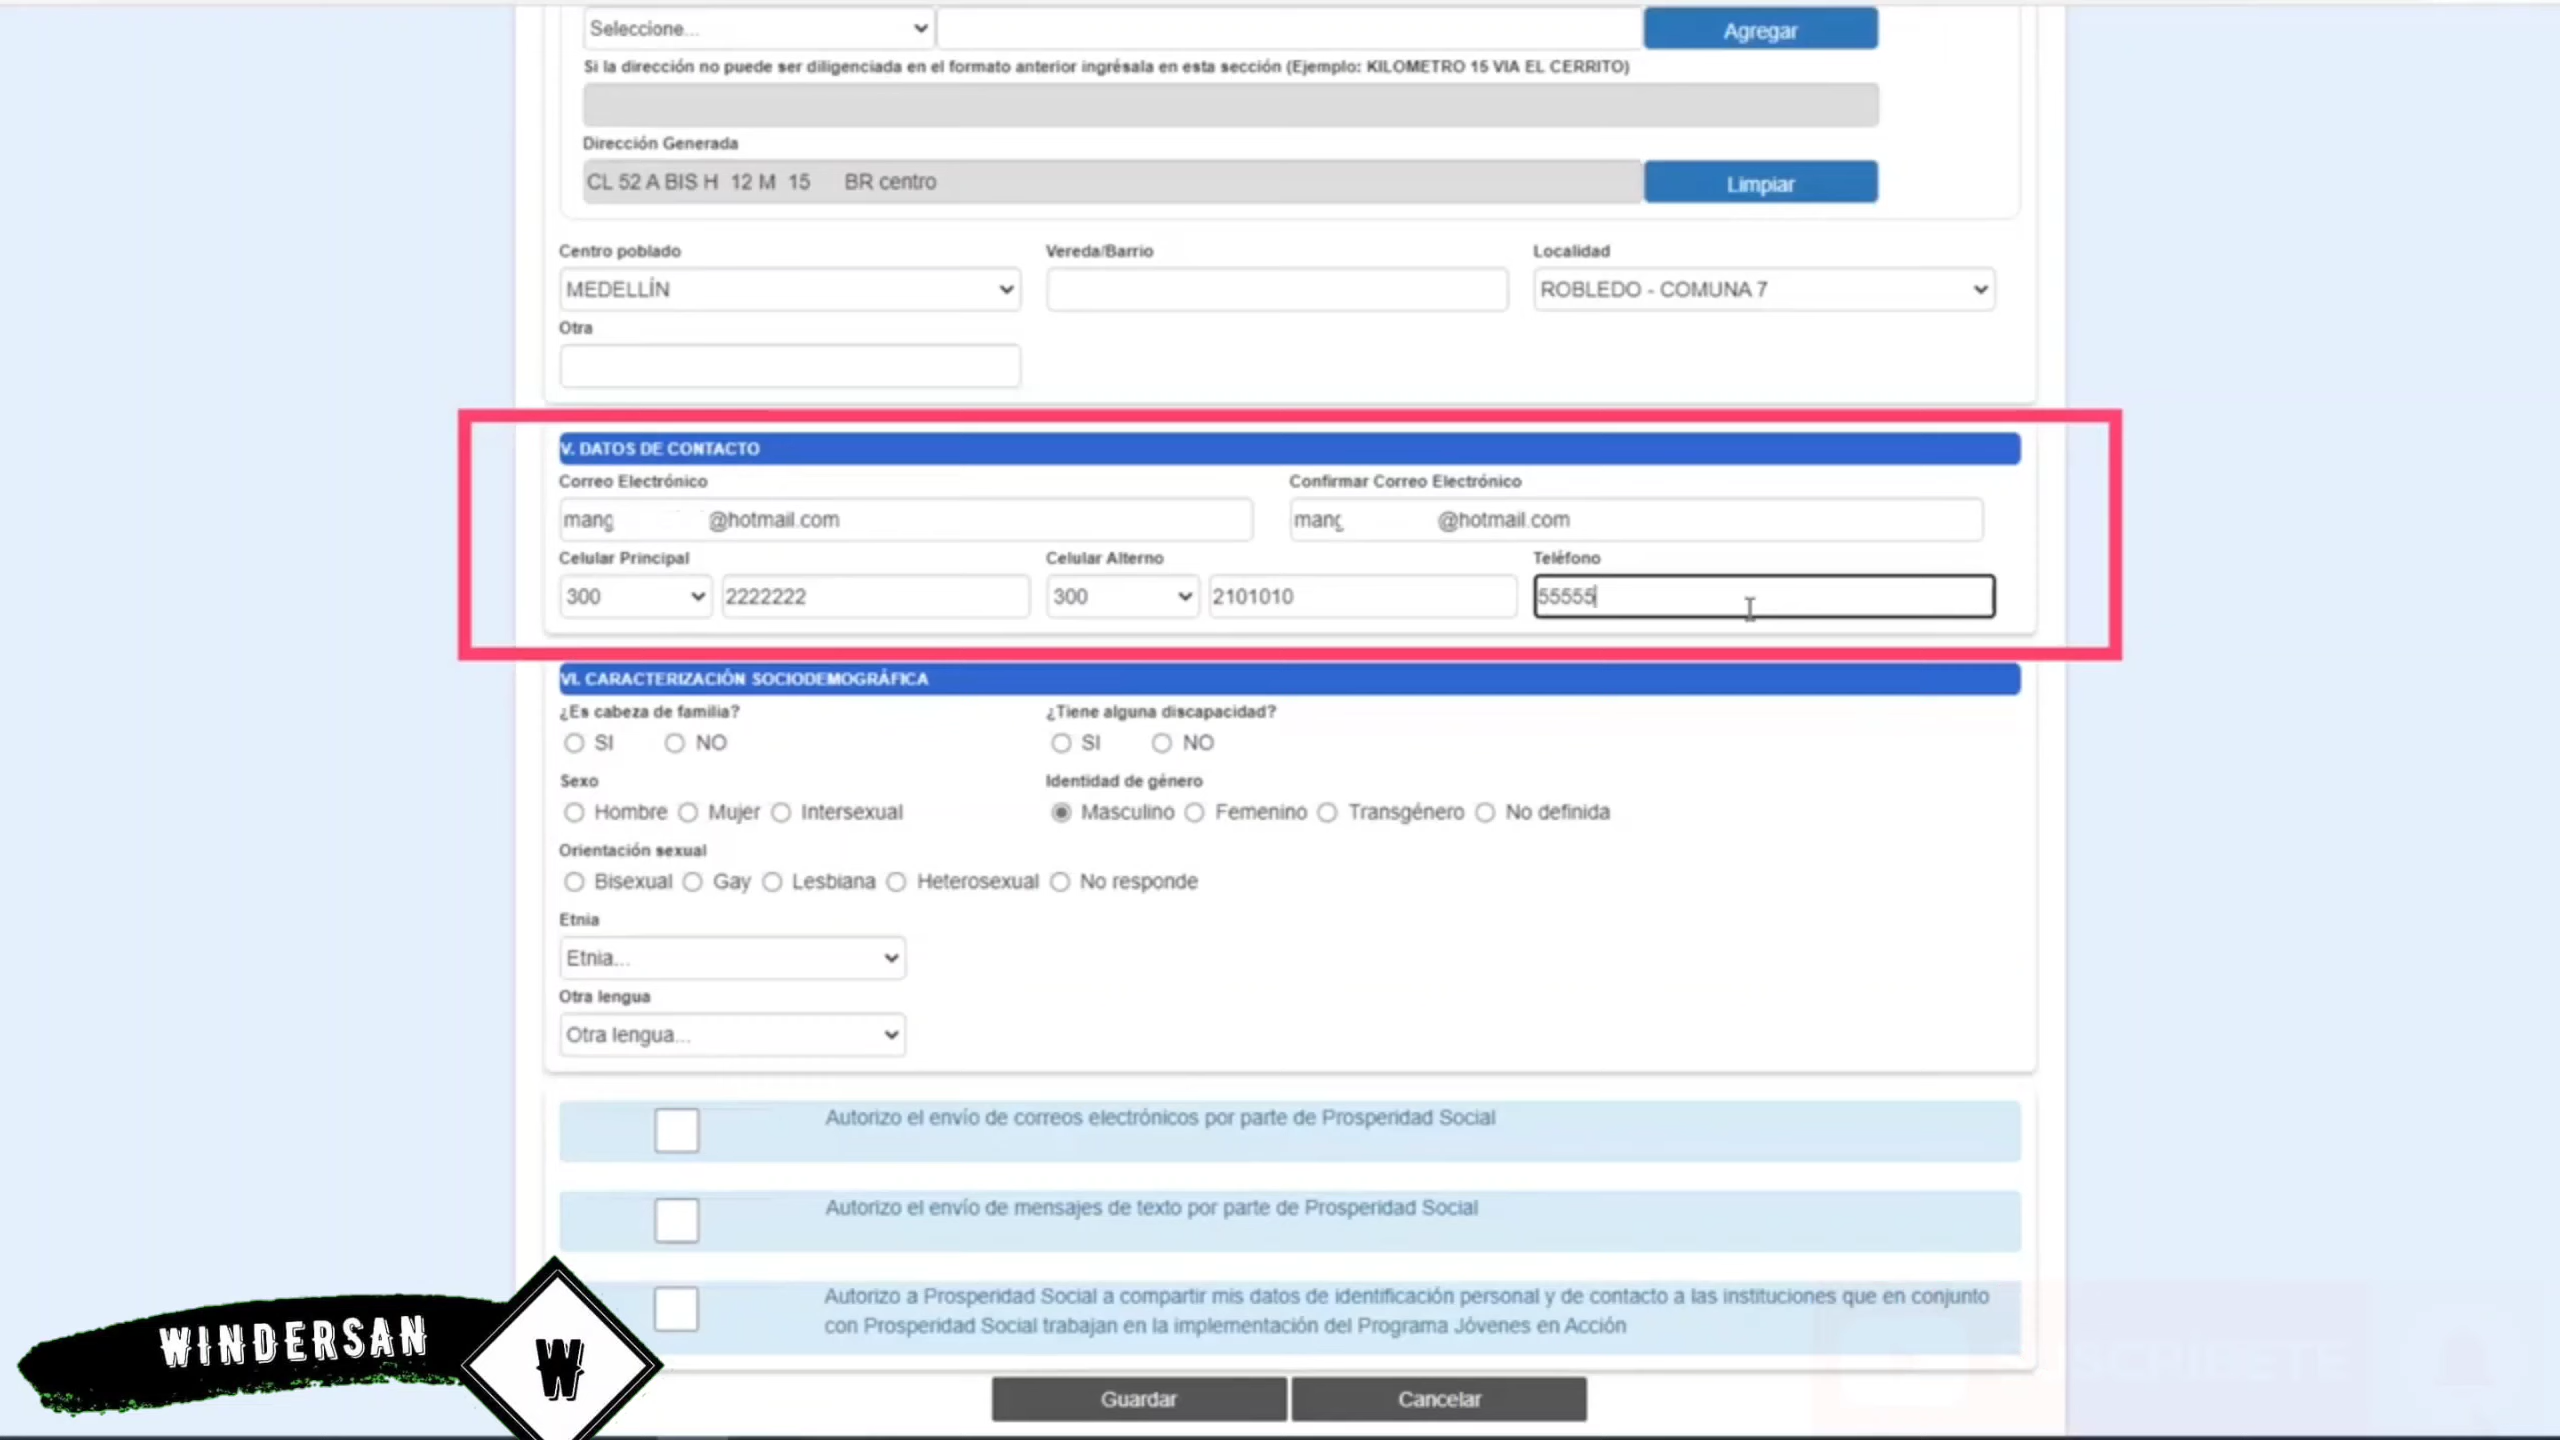 Seleccione...
Agregar
Si la dirección no puede ser diligenciada en el formato anterior ingrésala en esta sección (Ejemplo: KILOMETRO 15 VIA EL CERRITO)
Dirección Generada
CL 52 A BIS H 12 M 15 BR centro
Limpiar
Centro poblado Vereda/Barrio Localidad
MEDELLÍN ROBLEDO - COMUNA 7
Otra
V. DATOS DE CONTACTO
Correo Electrónico Confirmar Correo Electrónico
mang @hotmail.com mang @hotmail.com
Celular Principal Celular Alterno Teléfono
300 2222222 300 2101010 55555
VI. CARACTERIZACIÓN SOCIODEMOGRÁFICA
¿Es cabeza de familia? ¿Tiene alguna discapacidad?
SI NO SI NO
Sexo Identidad de género
Hombre Mujer Intersexual Masculino Femenino Transgénero No definida
Orientación sexual
Bisexual Gay Lesbiana Heterosexual No responde
Etnia
Etnia...
Otra lengua
Otra lengua...
Autorizo el envío de correos electrónicos por parte de Prosperidad Social
Autorizo el envío de mensajes de texto por parte de Prosperidad Social
Autorizo a Prosperidad Social a compartir mis datos de identificación personal y de contacto a las instituciones que en conjunto
con Prosperidad Social trabajan en la implementación del Programa Jóvenes en Acción
WINDERSAN
W
Guardar
Cancelar